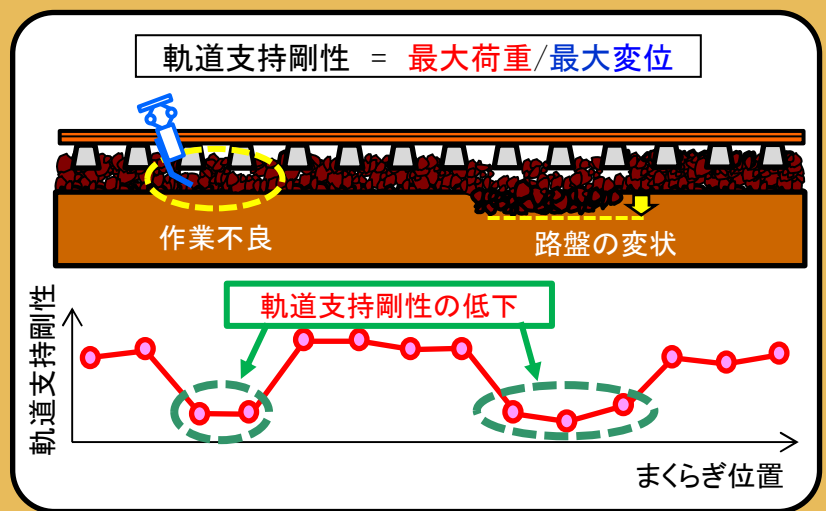 軌道支持剛性 = 最大荷重/最大変位
作業不良
路盤の変状
軌道支持剛性の低下
軌道支持剛性
まくらぎ位置